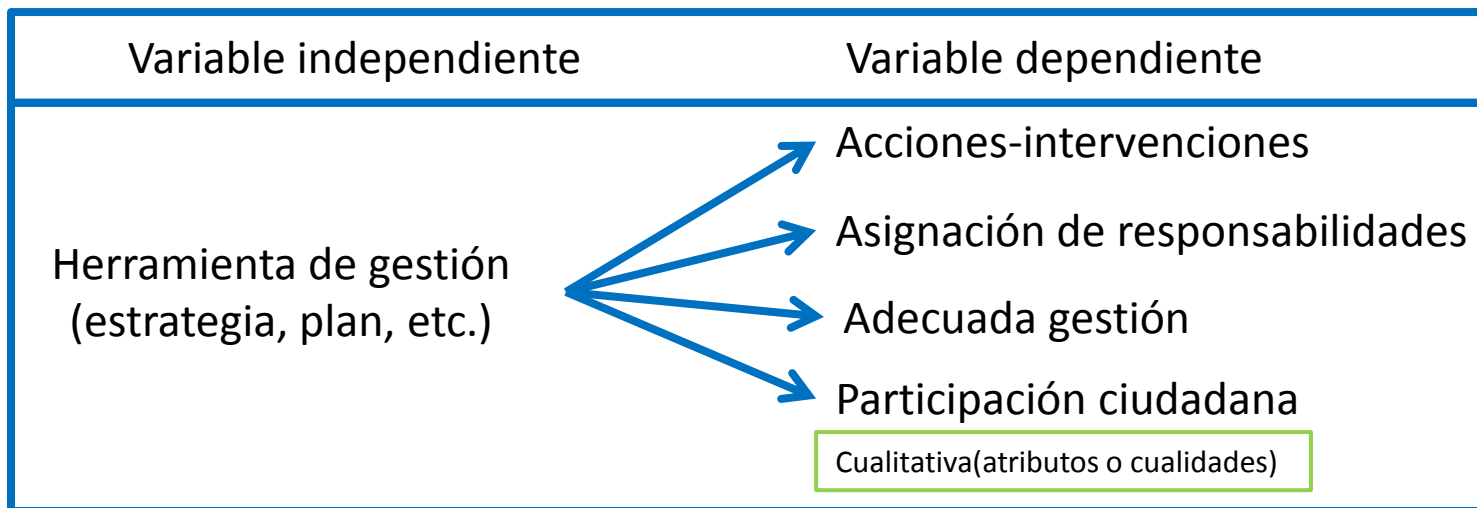 Variable independiente
Variable dependiente
Herramienta de gestión
(estrategia, plan, etc.)
Acciones-intervenciones
Asignación de responsabilidades
Adecuada gestión
Participación ciudadana
Cualitativa(atributos o cualidades)